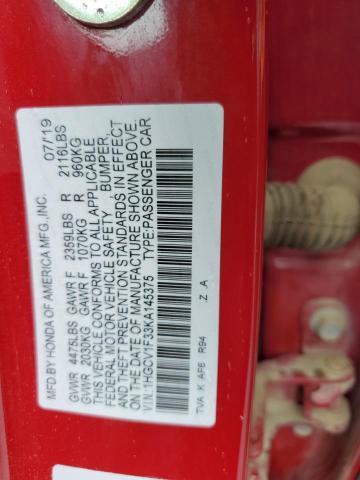 MFD.BY HONDA OF AMERICA MFG.,INC. 07/19
GVWR 4475LBS GAWR F 2359LBS R 2116LBS
GVWR 2030KG GAWR F 1070KG R 960KG
THIS VEHICLE CONFORMS TO ALL APPLICABLE
FEDERAL MOTOR VEHICLE SAFETY, BUMPER,
AND THEFT PREVENTION STANDARDS IN EFFECT
ON THE DATE OF MANUFACTURE SHOWN ABOVE.
V.I.N.:1HGCV1F33KA145375 TYPE:PASSENGER CAR
TVA K AF6 R94 Z A